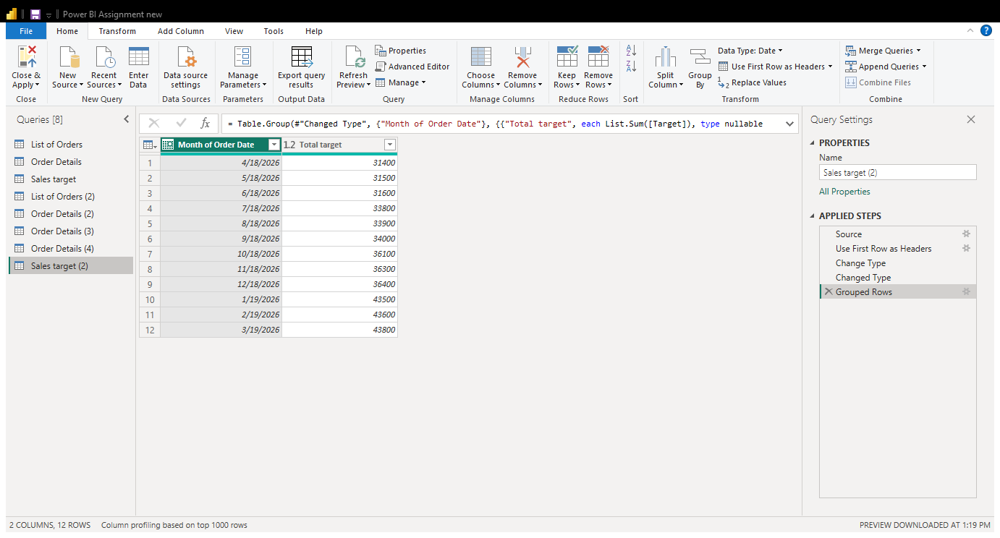 Power BI Assignment new
File Home Transform Add Column View Tools Help
Close & Apply
New Source
Recent Sources
Enter Data
Data source settings
Manage Parameters
Export query results
Refresh Preview
Properties
Advanced Editor
Manage
Choose Columns
Remove Columns
Keep Rows
Remove Rows
A Z
Z A
Split Column
Group By
Data Type: Date
Use First Row as Headers
1 2 Replace Values
Merge Queries
Append Queries
Combine Files
Close New Query Data Sources Parameters Output Data Query Manage Columns Reduce Rows Sort Transform Combine
Queries [8]
List of Orders
Order Details
Sales target
List of Orders (2)
Order Details (2)
Order Details (3)
Order Details (4)
Sales target (2)
fx = Table.Group(#"Changed Type", {"Month of Order Date"}, {{"Total target", each List.Sum([Target]), type nullable
Month of Order Date 1.2 Total target
1 4/18/2026 31400
2 5/18/2026 31500
3 6/18/2026 31600
4 7/18/2026 33800
5 8/18/2026 33900
6 9/18/2026 34000
7 10/18/2026 36100
8 11/18/2026 36300
9 12/18/2026 36400
10 1/19/2026 43500
11 2/19/2026 43600
12 3/19/2026 43800
Query Settings
PROPERTIES
Name
Sales target (2)
All Properties
APPLIED STEPS
Source
Use First Row as Headers
Change Type
Changed Type
Grouped Rows
2 COLUMNS, 12 ROWS Column profiling based on top 1000 rows PREVIEW DOWNLOADED AT 1:19 PM